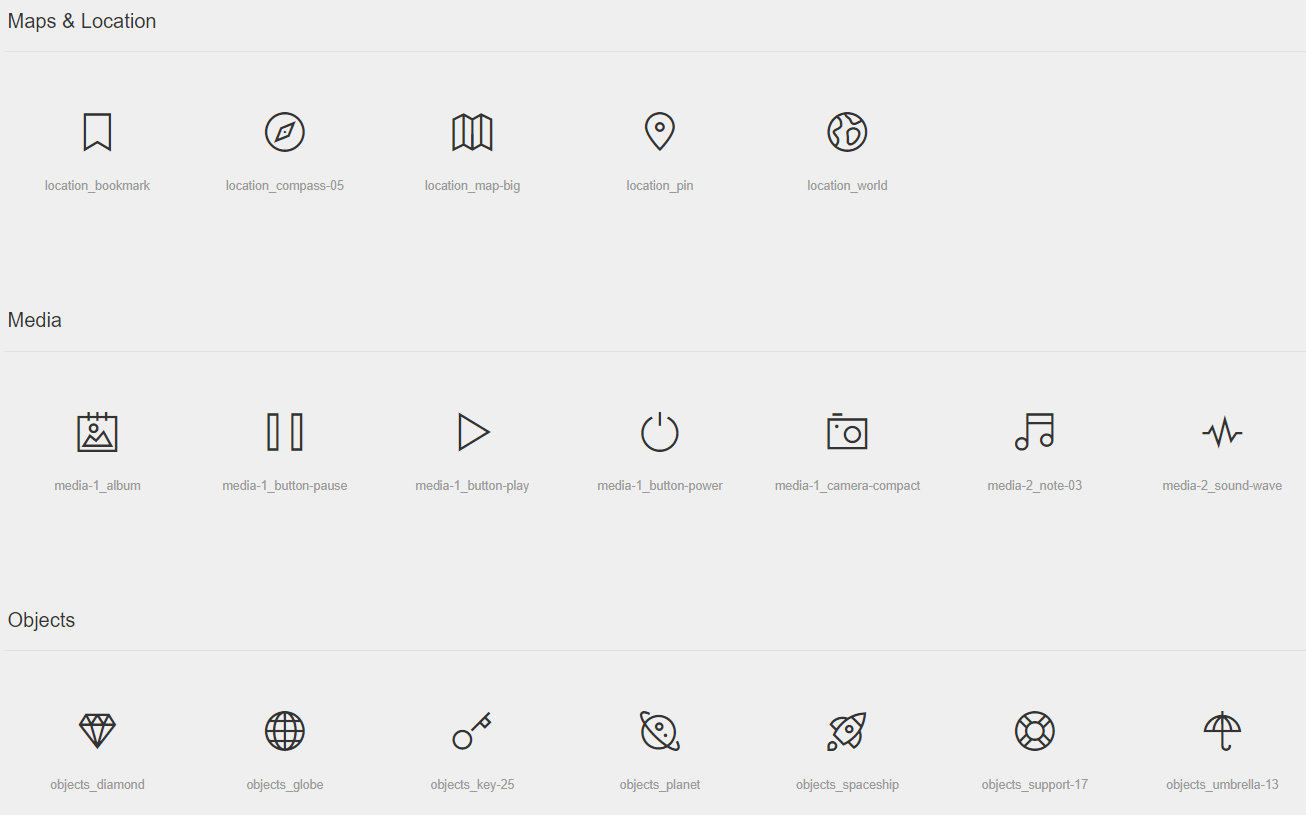 Maps & Location
location_bookmark
location_compass-05
location_map-big
location_pin
location_world
Media
media-1_album
media-1_button-pause
media-1_button-play
media-1_button-power
media-1_camera-compact
media-2_note-03
media-2_sound-wave
Objects
objects_diamond
objects_globe
objects_key-25
objects_planet
objects_spaceship
objects_support-17
objects_umbrella-13